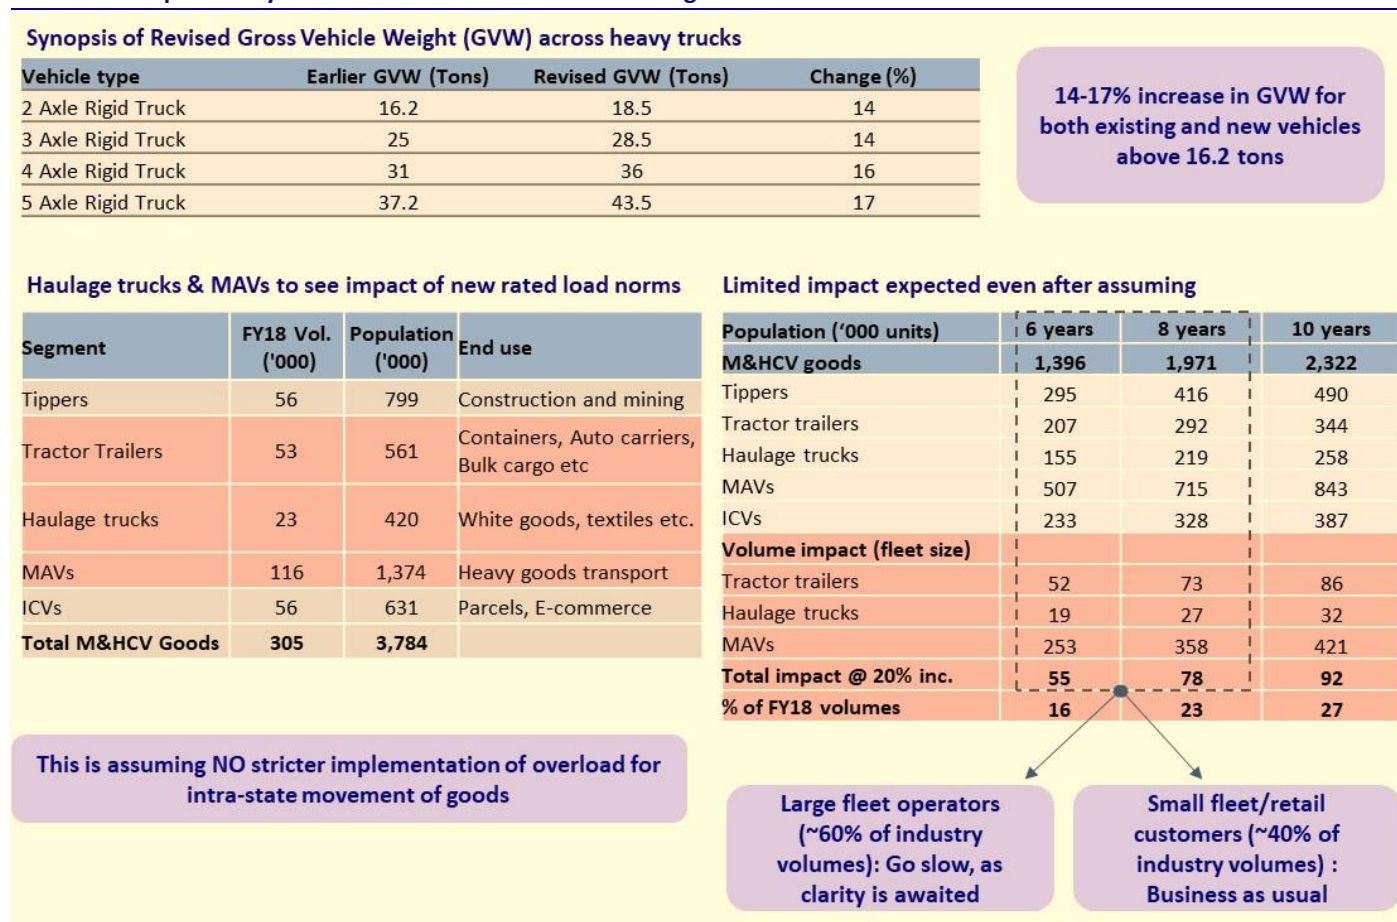 Synopsis of Revised Gross Vehicle Weight (GVW) across heavy trucks
Vehicle type Earlier GVW (Tons) Revised GVW (Tons) Change (%)
2 Axle Rigid Truck 16.2 18.5 14
3 Axle Rigid Truck 25 28.5 14
4 Axle Rigid Truck 31 36 16
5 Axle Rigid Truck 37.2 43.5 17
14-17% increase in GVW for
both existing and new vehicles
above 16.2 tons
Haulage trucks & MAVs to see impact of new rated load norms
Segment FY18 Vol. ('000) Population ('000) End use
Tippers 56 799 Construction and mining
Tractor Trailers 53 561 Containers, Auto carriers,
Bulk cargo etc
Haulage trucks 23 420 White goods, textiles etc.
MAVs 116 1,374 Heavy goods transport
ICVs 56 631 Parcels, E-commerce
Total M&HCV Goods 305 3,784
This is assuming NO stricter implementation of overload for
intra-state movement of goods
Limited impact expected even after assuming
Population (‘000 units) 6 years 8 years 10 years
M&HCV goods 1,396 1,971 2,322
Tippers 295 416 490
Tractor trailers 207 292 344
Haulage trucks 155 219 258
MAVs 507 715 843
ICVs 233 328 387
Volume impact (fleet size)
Tractor trailers 52 73 86
Haulage trucks 19 27 32
MAVs 253 358 421
Total impact @ 20% inc. 55 78 92
% of FY18 volumes 16 23 27
Large fleet operators
(~60% of industry
volumes): Go slow, as
clarity is awaited
Small fleet/retail
customers (~40% of
industry volumes) :
Business as usual